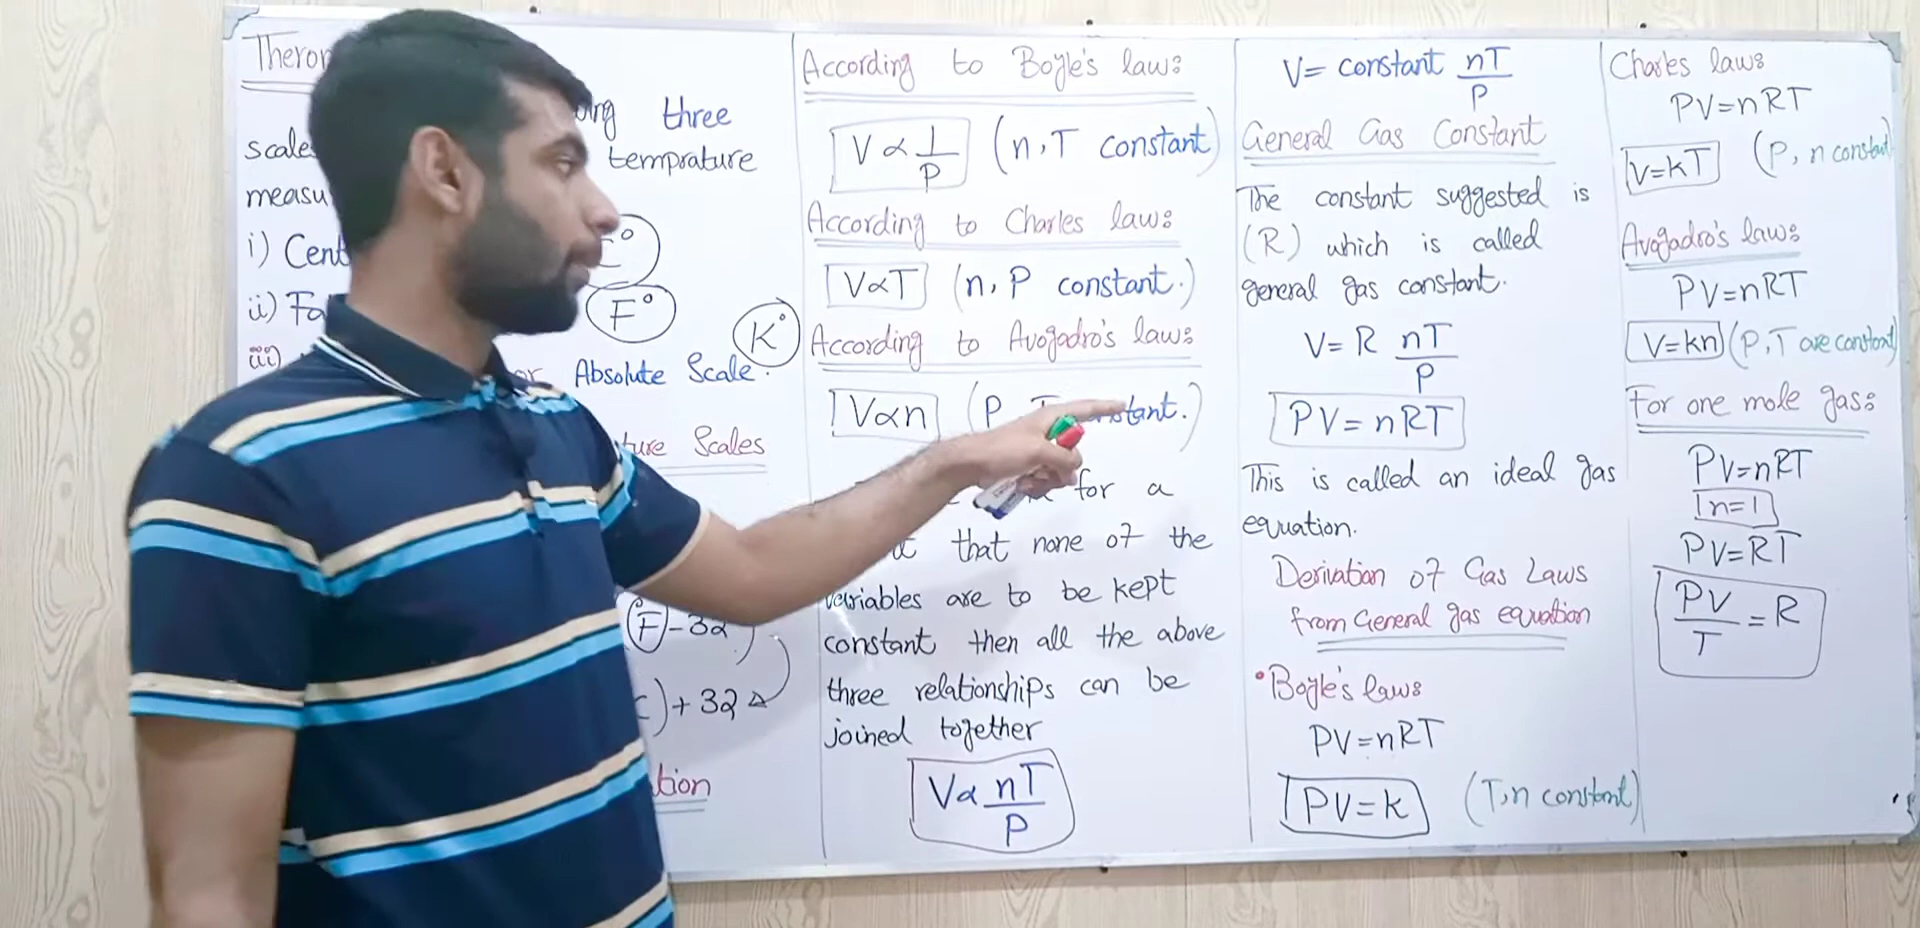 three
scale
temprature
measu
i) Cent
ii) Fa
F°
K°
iii)
Absolute Scale.
ture Scales
F - 32
) + 32
tion
According to Boyle's law:
V ∝ 1/P (n, T constant)
According to Charles law:
V∝T (n, P constant.)
According to Avogadro's law:
V∝n (P stant.)
for a
that none of the
variables are to be kept
constant then all the above
three relationships can be
joined together
V∝ nT/P
V= constant nT/P
General Gas Constant
The constant suggested is
(R) which is called
general gas constant.
V= R nT/P
PV= nRT
This is called an ideal gas
equation.
Derivation of Gas Laws
from General gas equation
• Boyle's law:
PV=nRT
PV=k (T,n constant)
Charles law:
PV=nRT
V=kT (P, n constant)
Avogadro's law:
PV=nRT
V=kn (P,T are constant)
For one mole gas:
PV=nRT
n=1
PV=RT
PV/T = R